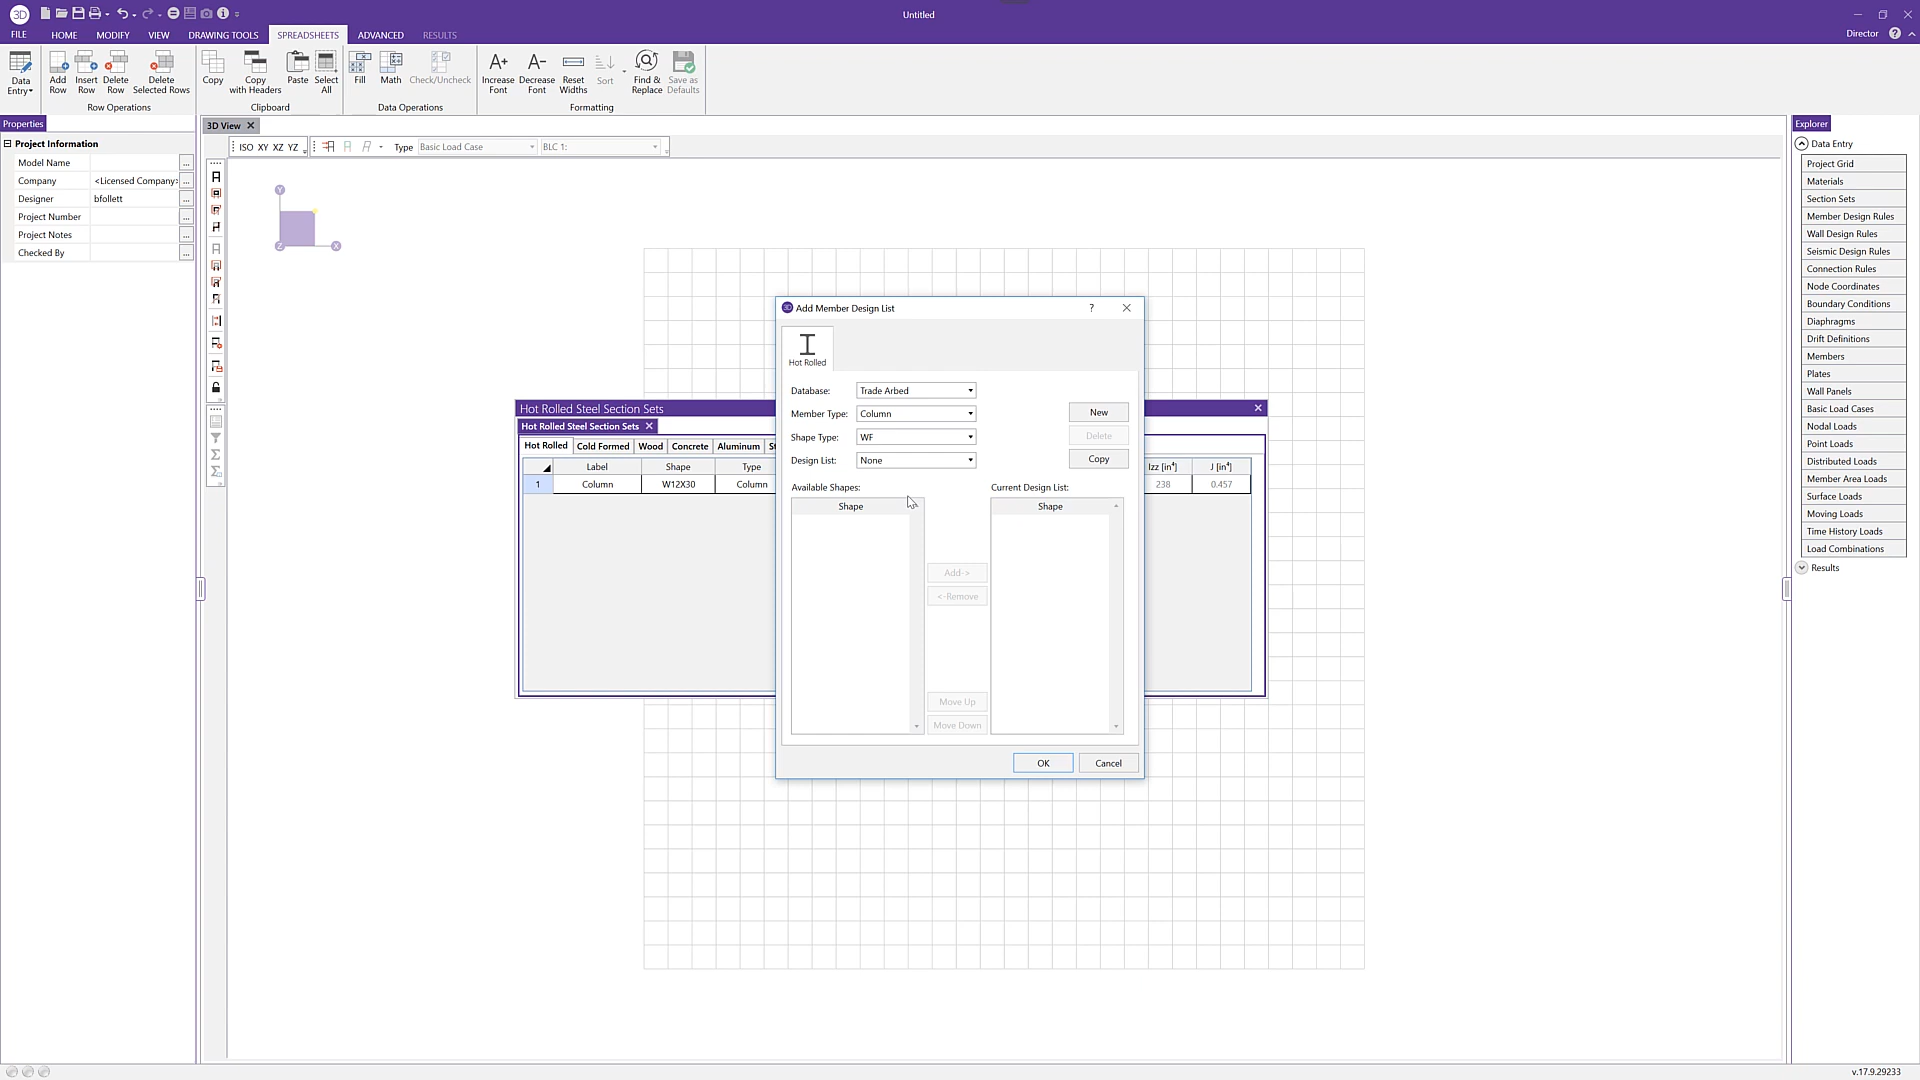 3D
Untitled
FILE HOME MODIFY VIEW DRAWING TOOLS SPREADSHEETS ADVANCED RESULTS
Director
Data Entry
Add Row
Insert Row
Delete Row
Delete Selected Rows
Row Operations
Copy
Copy with Headers
Paste
Select All
Clipboard
Fill
Math
Check/Uncheck
Data Operations
A+ Increase Font
A- Decrease Font
Reset Widths
Sort
Formatting
Find & Replace
Save as Defaults
Properties
Project Information
Model Name ...
Company <Licensed Company> ...
Designer bfollett ...
Project Number ...
Project Notes ...
Checked By ...
3D View
ISO XY XZ YZ
Type Basic Load Case BLC 1:
Y
Z X
Hot Rolled Steel Section Sets
Hot Rolled Steel Section Sets
Hot Rolled Cold Formed Wood Concrete Aluminum St
Label Shape Type Izz [in⁴] J [in⁴]
1 Column W12X30 Column 238 0.457
3D Add Member Design List ?
Hot Rolled
Database: Trade Arbed
Member Type: Column
Shape Type: WF
Design List: None
New
Delete
Copy
Available Shapes:
Shape
Current Design List:
Shape
Add->
<-Remove
Move Up
Move Down
OK Cancel
Explorer
Data Entry
Project Grid
Materials
Section Sets
Member Design Rules
Wall Design Rules
Seismic Design Rules
Connection Rules
Node Coordinates
Boundary Conditions
Diaphragms
Drift Definitions
Members
Plates
Wall Panels
Basic Load Cases
Nodal Loads
Point Loads
Distributed Loads
Member Area Loads
Surface Loads
Moving Loads
Time History Loads
Load Combinations
Results
v.17.9.29233